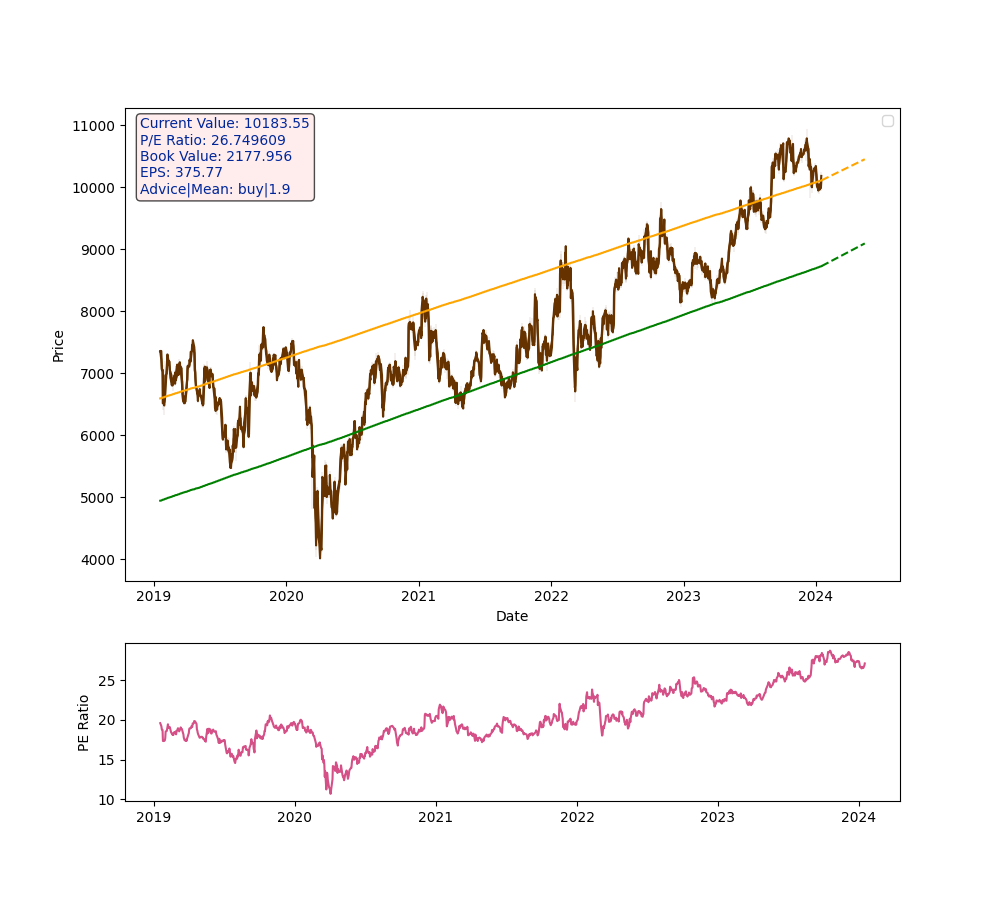 Current Value: 10183.55
P/E Ratio: 26.749609
Book Value: 2177.956
EPS: 375.77
Advice|Mean: buy|1.9
11000
10000
9000
8000
7000
6000
5000
4000
Price
2019 2020 2021 2022 2023 2024
Date
25
20
15
10
PE Ratio
2019 2020 2021 2022 2023 2024